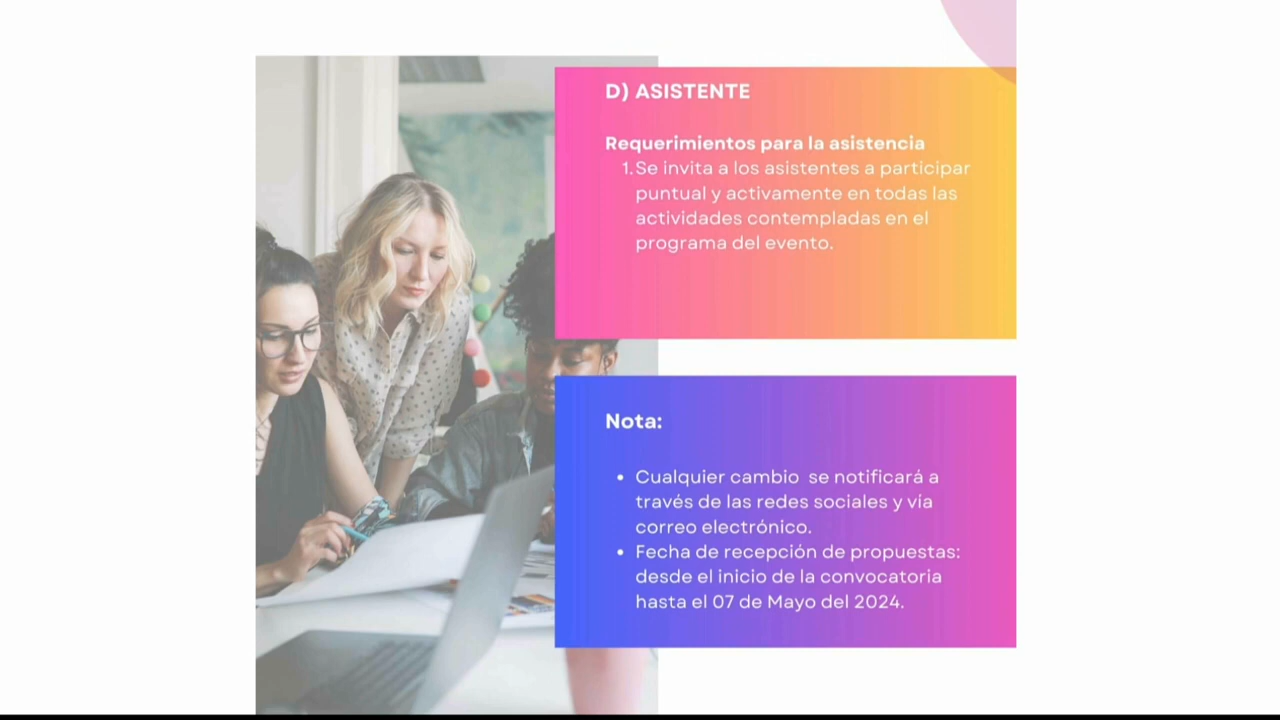 D) ASISTENTE
Requerimientos para la asistencia
1. Se invita a los asistentes a participar
puntual y activamente en todas las
actividades contempladas en el
programa del evento.
Nota:
• Cualquier cambio  se notificará a
través de las redes sociales y vía
correo electrónico.
• Fecha de recepción de propuestas:
desde el inicio de la convocatoria
hasta el 07 de Mayo del 2024.